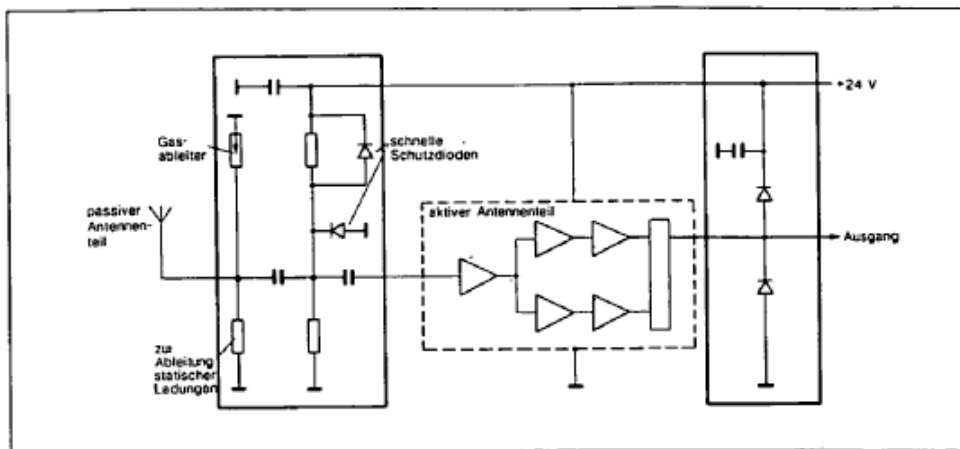 +24 V
Gas-
ableiter
schnelle
Schutzdioden
passiver
Antennen-
teil
aktiver Antennenteil
Ausgang
zur
Ableitung
statischer
Ladungen